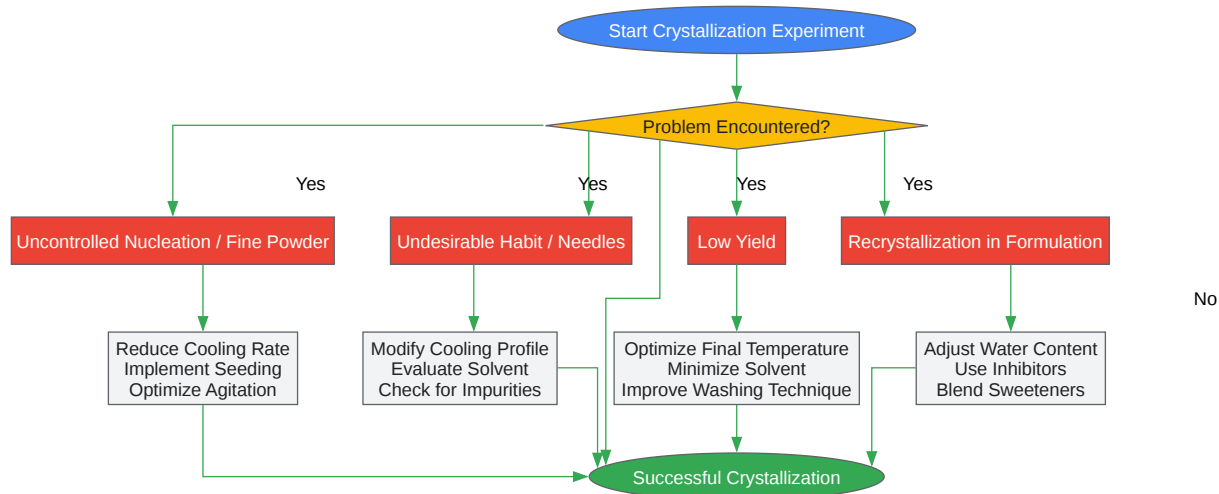 Start Crystallization Experiment
Problem Encountered?
Yes
Yes
Yes
Yes
Uncontrolled Nucleation / Fine Powder
Undesirable Habit / Needles
Low Yield
Recrystallization in Formulation
No
Reduce Cooling Rate
Implement Seeding
Optimize Agitation
Modify Cooling Profile
Evaluate Solvent
Check for Impurities
Optimize Final Temperature
Minimize Solvent
Improve Washing Technique
Adjust Water Content
Use Inhibitors
Blend Sweeteners
Successful Crystallization